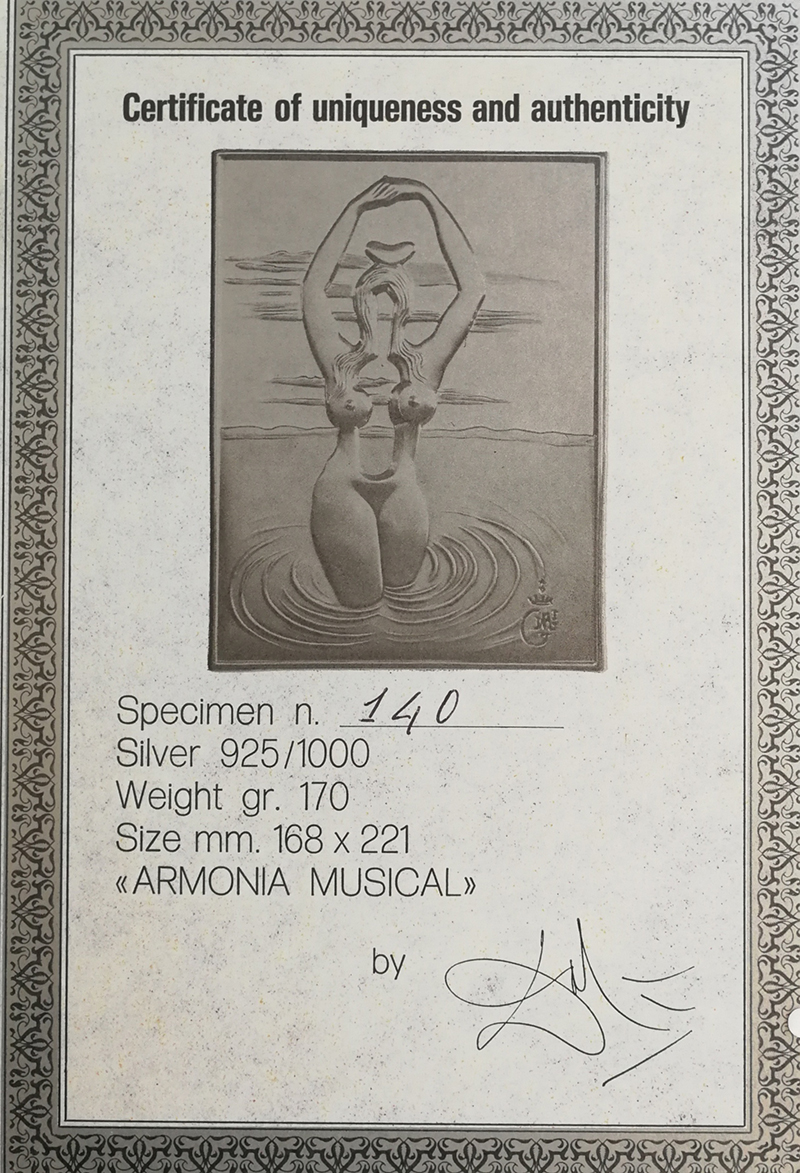 Certificate of uniqueness and authenticity
Specimen n. 140
Silver 925/1000
Weight gr. 170
Size mm. 168 x 221
«ARMONIA MUSICAL»
by Dalí